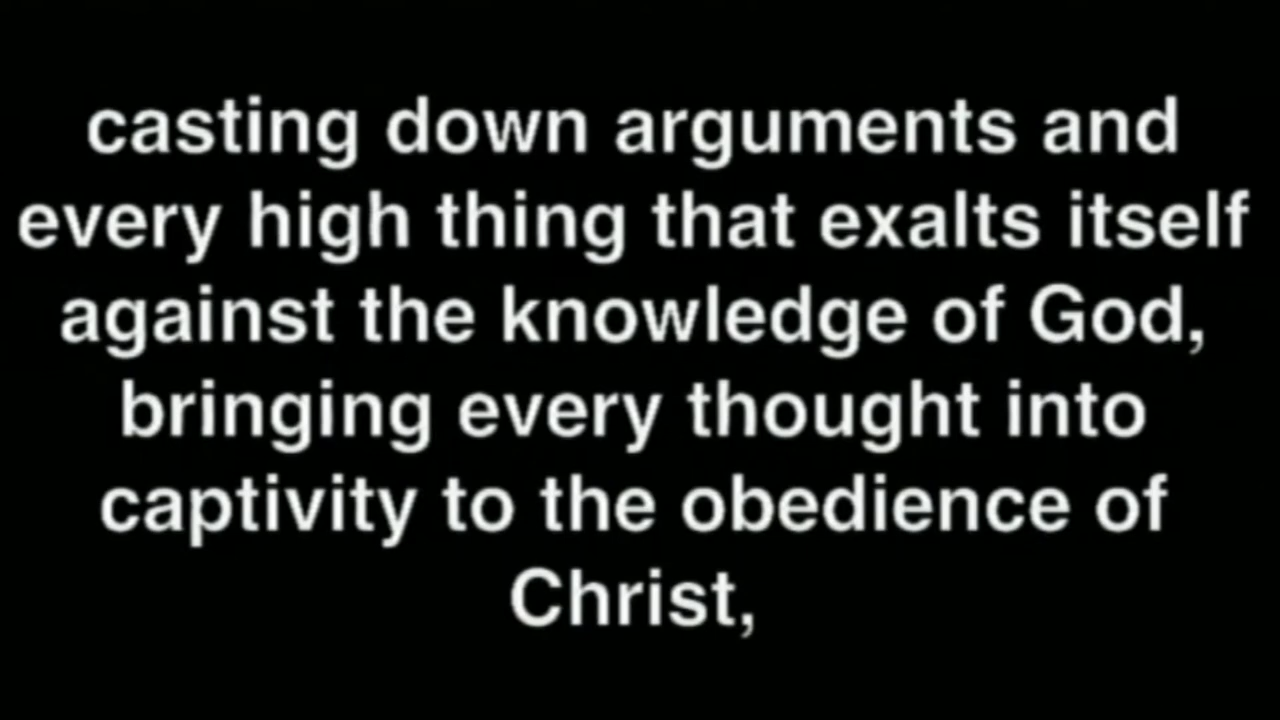 casting down arguments and
every high thing that exalts itself
against the knowledge of God,
bringing every thought into
captivity to the obedience of
Christ,